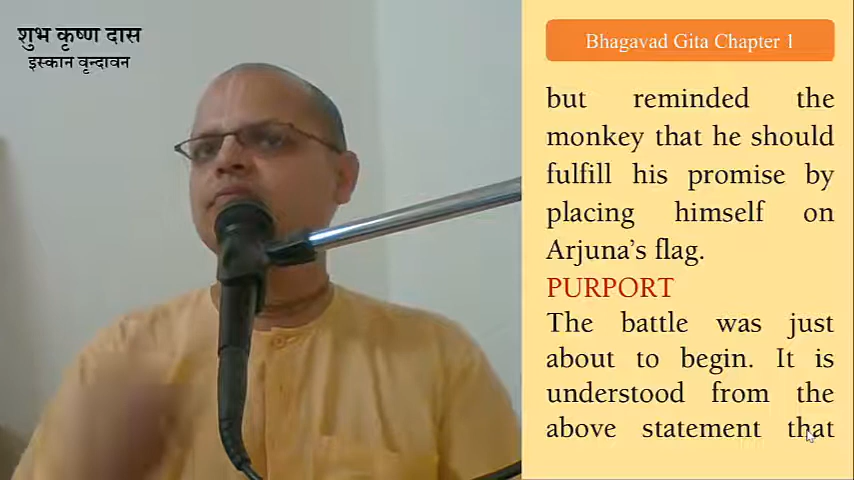 शुभ कृष्ण दास
इस्कान वृन्दावन
Bhagavad Gita Chapter 1
but reminded the
monkey that he should
fulfill his promise by
placing himself on
Arjuna's flag.
PURPORT
The battle was just
about to begin. It is
understood from the
above statement that